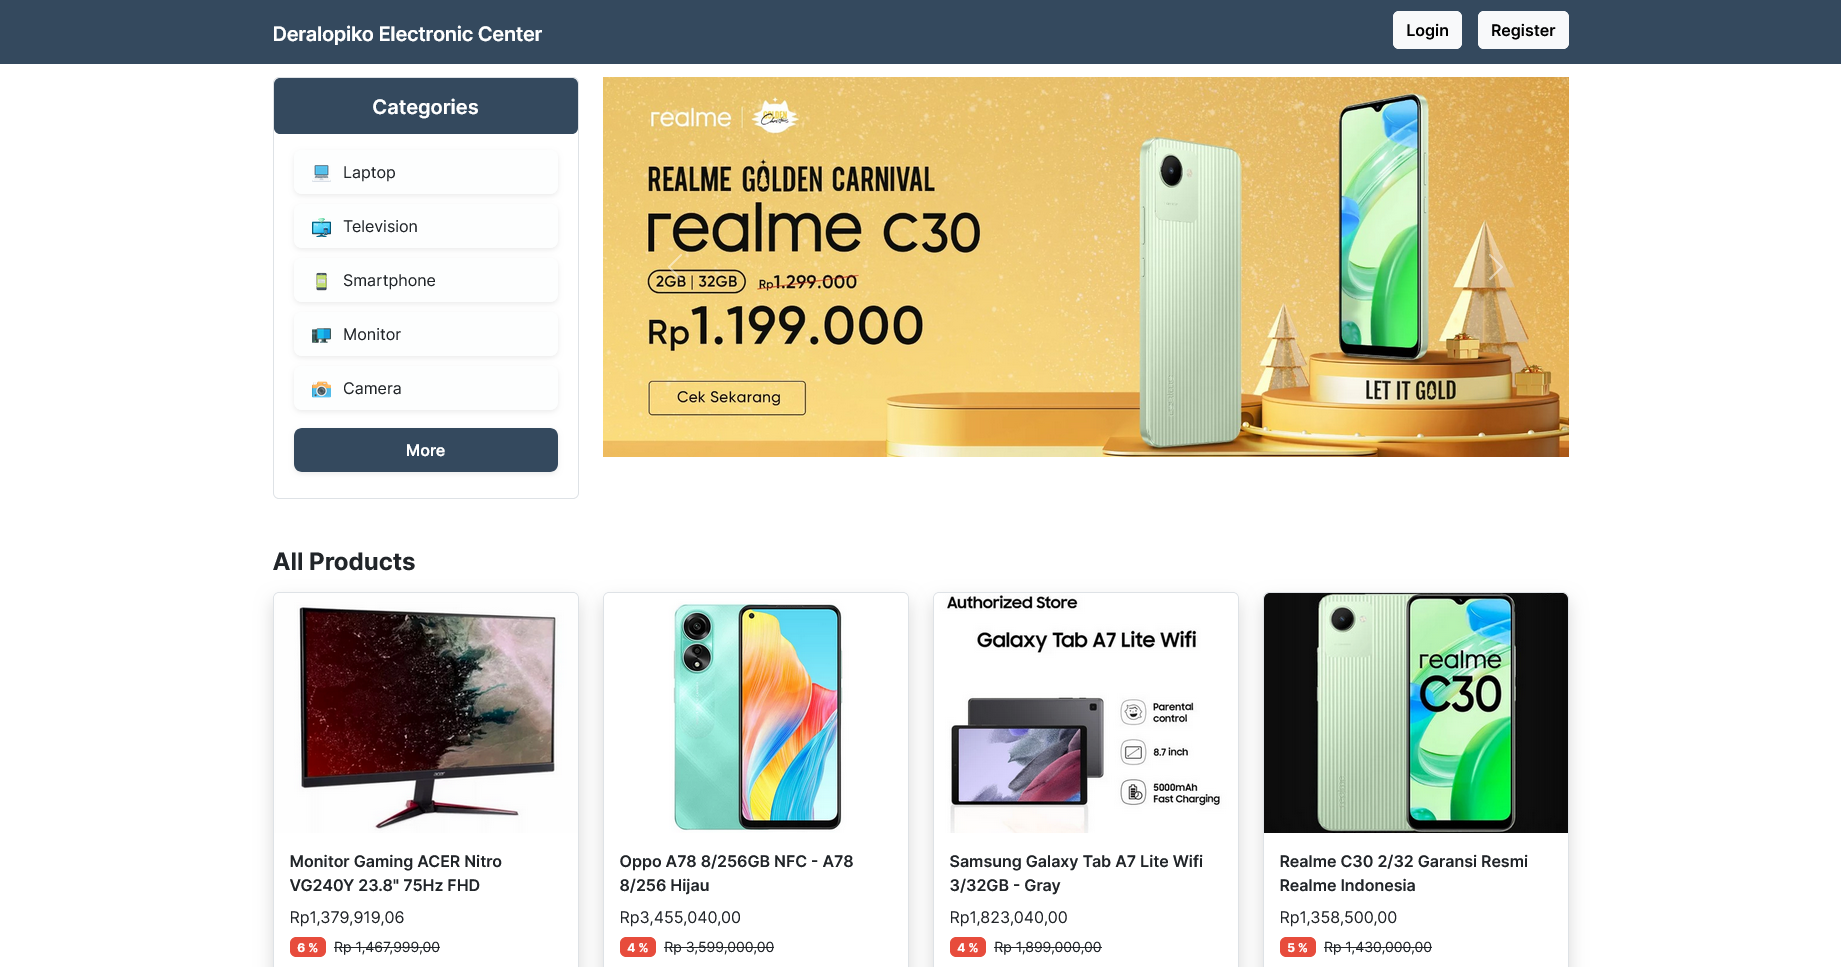 Deralopiko Electronic Center
Login
Register
Categories
Laptop
Television
Smartphone
Monitor
Camera
More
realme
GOLDEN
REALME GOLDEN CARNIVAL
realme C30
2GB | 32GB Rp1.299.000
Rp1.199.000
Cek Sekarang
LET IT GOLD
All Products
acer
Monitor Gaming ACER Nitro
VG240Y 23.8" 75Hz FHD
Rp1,379,919,06
6 % Rp 1,467,999,00
Oppo A78 8/256GB NFC - A78
8/256 Hijau
Rp3,455,040,00
4 % Rp 3,599,000,00
Authorized Store
Galaxy Tab A7 Lite Wifi
Parental
control
8.7 inch
5000mAh
Fast Charging
Samsung Galaxy Tab A7 Lite Wifi
3/32GB - Gray
Rp1,823,040,00
4 % Rp 1,899,000,00
realme
C30
Realme C30 2/32 Garansi Resmi
Realme Indonesia
Rp1,358,500,00
5 % Rp 1,430,000,00